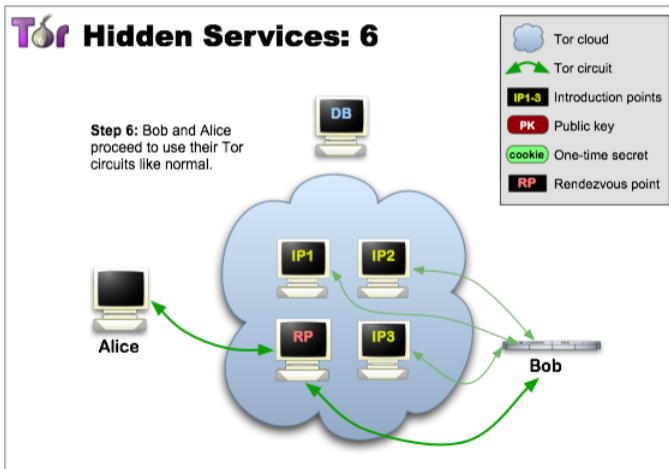 Tor Hidden Services: 6
Step 6: Bob and Alice
proceed to use their Tor
circuits like normal.
DB
Tor cloud
Tor circuit
IP1-3 Introduction points
PK Public key
cookie One-time secret
RP Rendezvous point
IP1 IP2
RP IP3
Alice
Bob